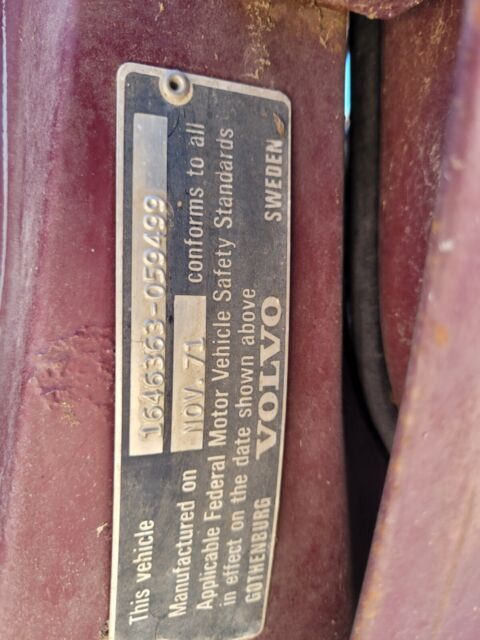 This vehicle 1646363-059499
Manufactured on NOV. 71 conforms to all
Applicable Federal Motor Vehicle Safety Standards
in effect on the date shown above
GOTHENBURG VOLVO SWEDEN